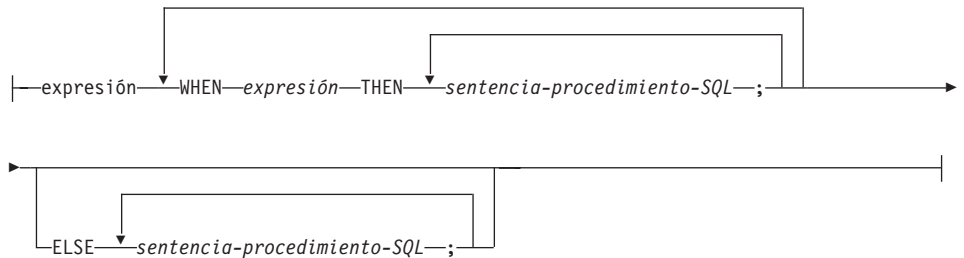 expresión WHEN expresión THEN sentencia-procedimiento-SQL ;
ELSE sentencia-procedimiento-SQL ;